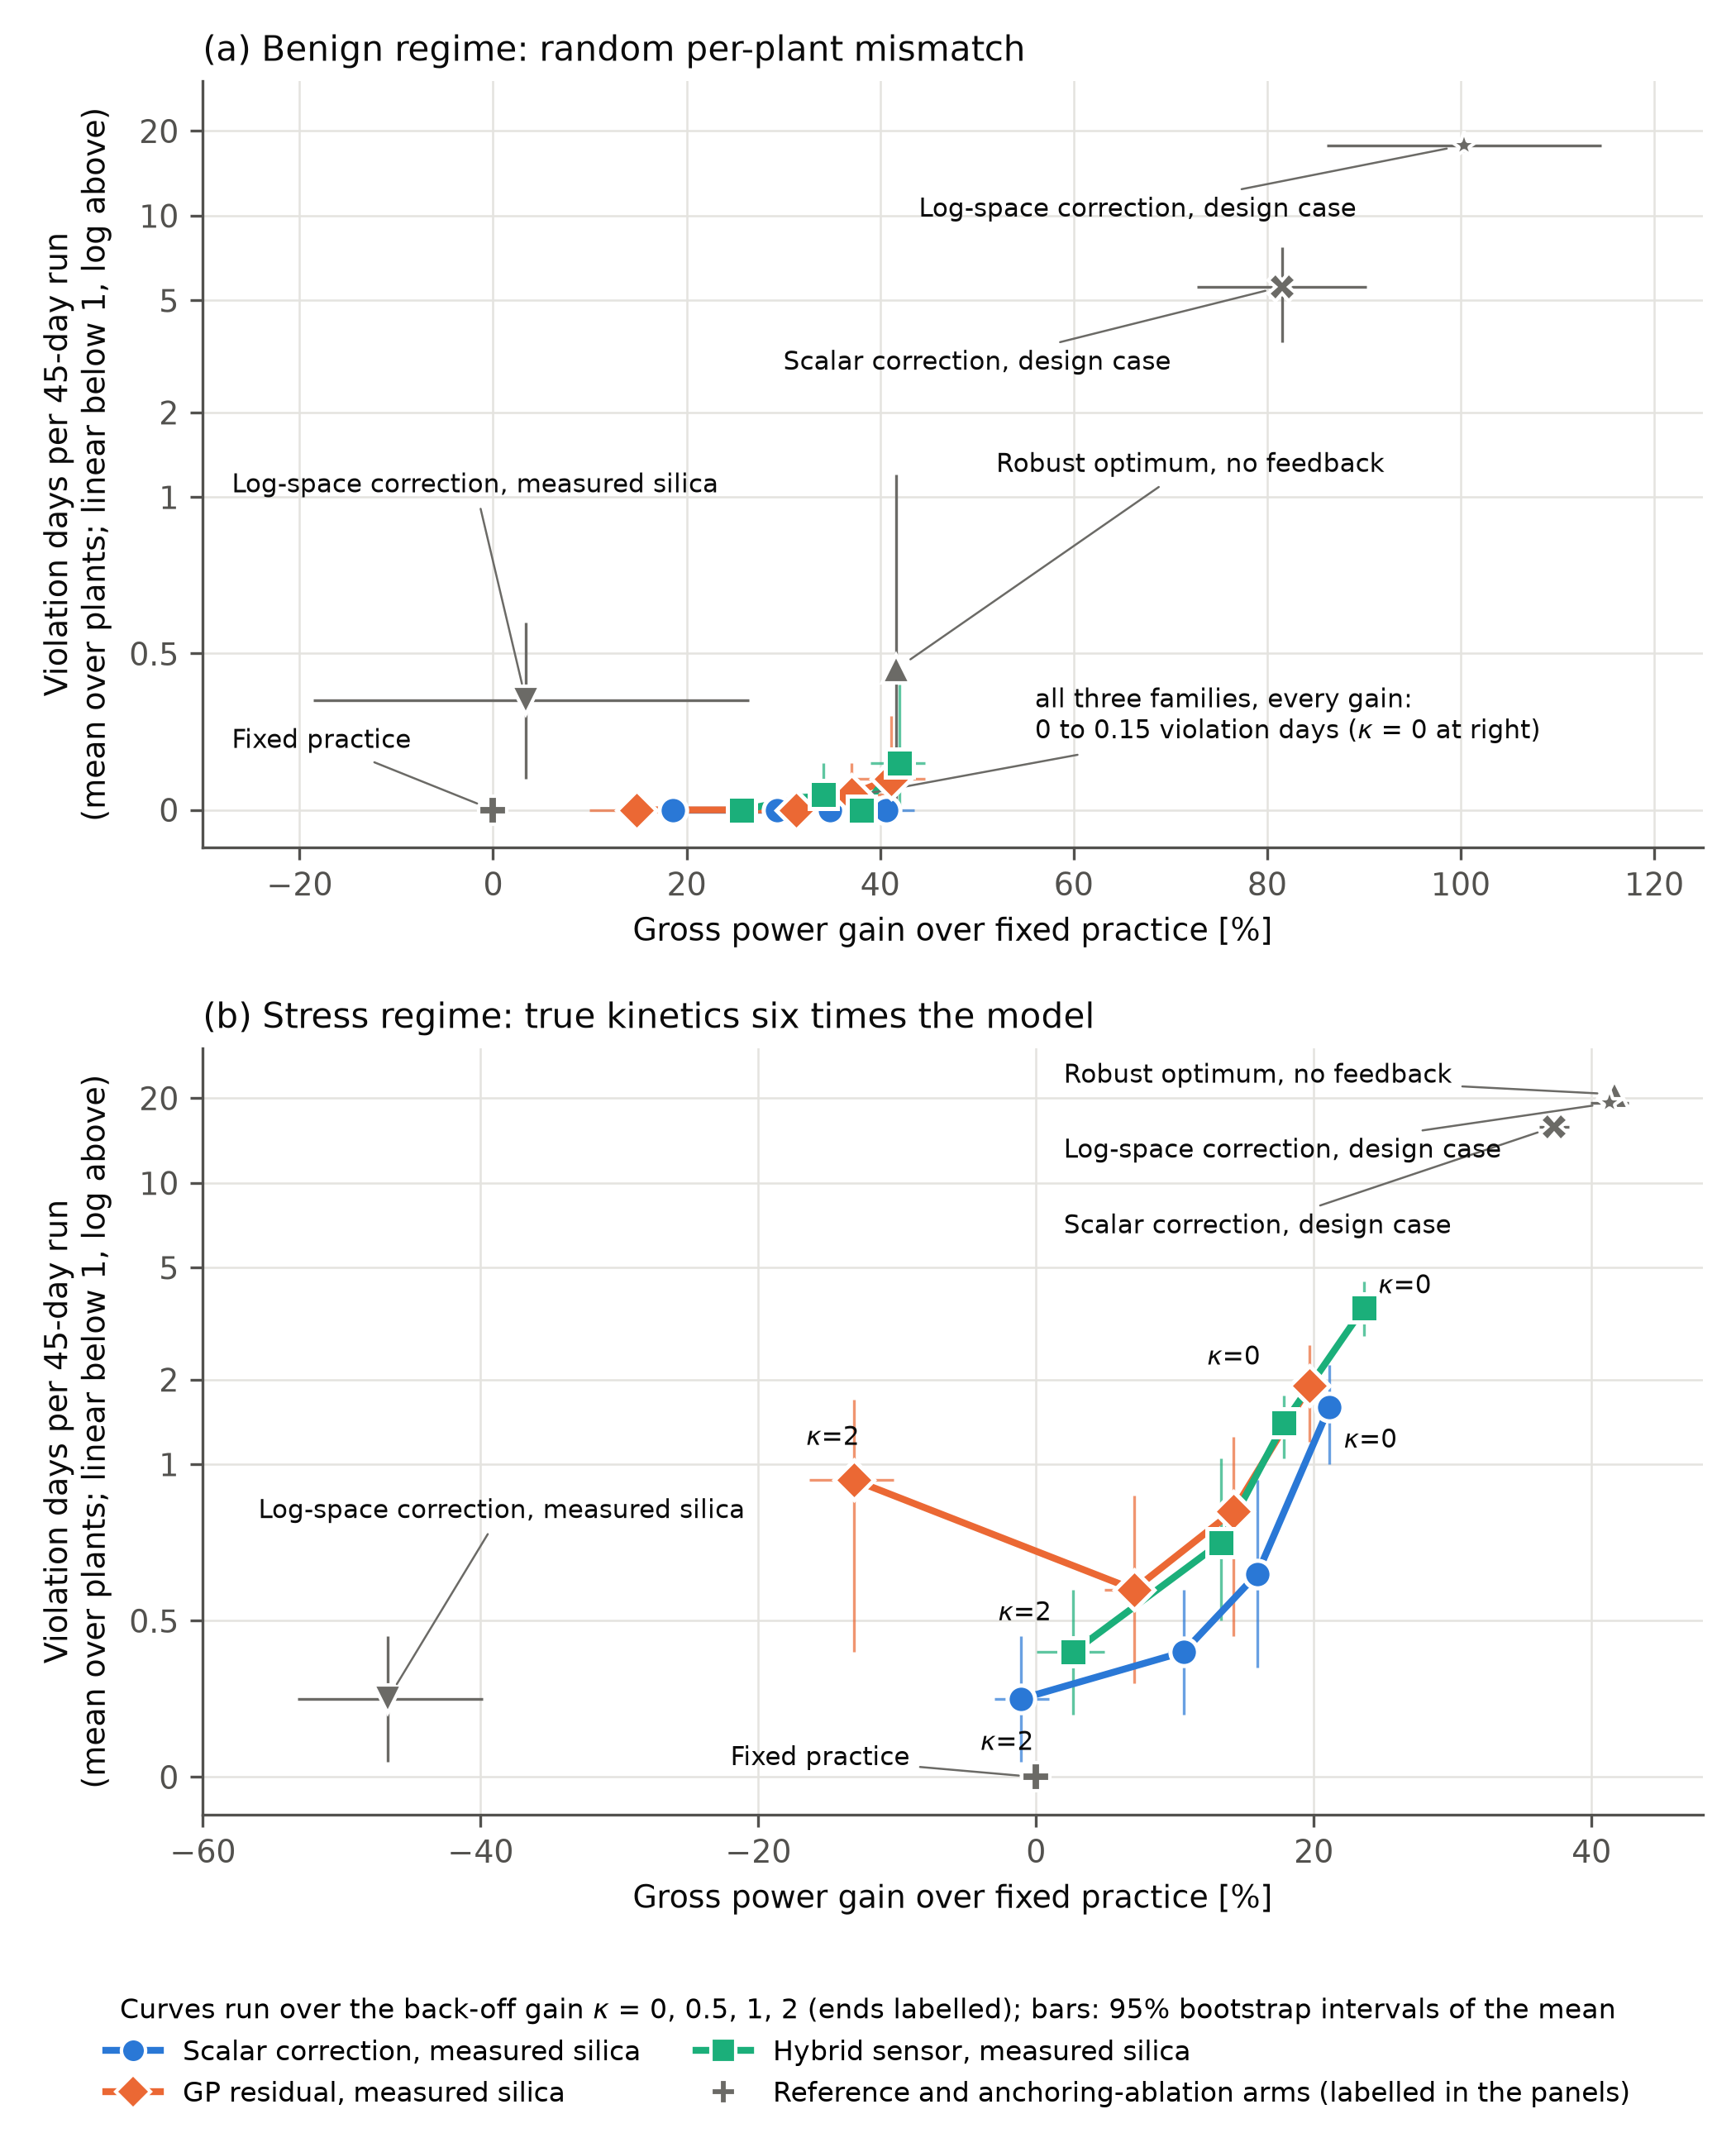 (a) Benign regime: random per-plant mismatch
Violation days per 45-day run
(mean over plants; linear below 1, log above)
20
10
5
2
1
0.5
0
Log-space correction, design case
Scalar correction, design case
Robust optimum, no feedback
Log-space correction, measured silica
all three families, every gain:
0 to 0.15 violation days (κ = 0 at right)
Fixed practice
−20
0
20
40
60
80
100
120
Gross power gain over fixed practice [%]
(b) Stress regime: true kinetics six times the model
Violation days per 45-day run
(mean over plants; linear below 1, log above)
20
10
5
2
1
0.5
0
Robust optimum, no feedback
Log-space correction, design case
Scalar correction, design case
κ=0
κ=0
κ=0
κ=2
Log-space correction, measured silica
κ=2
κ=2
Fixed practice
−60
−40
−20
0
20
40
Gross power gain over fixed practice [%]
Curves run over the back-off gain κ = 0, 0.5, 1, 2 (ends labelled); bars: 95% bootstrap intervals of the mean
Scalar correction, measured silica
Hybrid sensor, measured silica
GP residual, measured silica
Reference and anchoring-ablation arms (labelled in the panels)